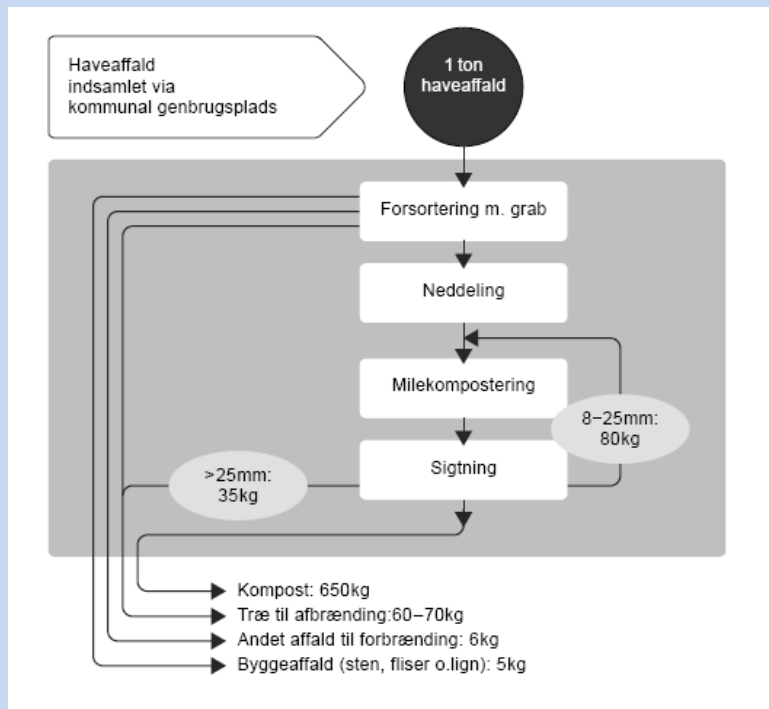 Haveaffald
indsamlet via
kommunal genbrugsplads
1 ton
haveaffald
Forsortering m. grab
Neddeling
Milekompostering
8–25mm:
80kg
Sigtning
>25mm:
35kg
Kompost: 650kg
Træ til afbrænding:60–70kg
Andet affald til forbrænding: 6kg
Byggeaffald (sten, fliser o.lign): 5kg